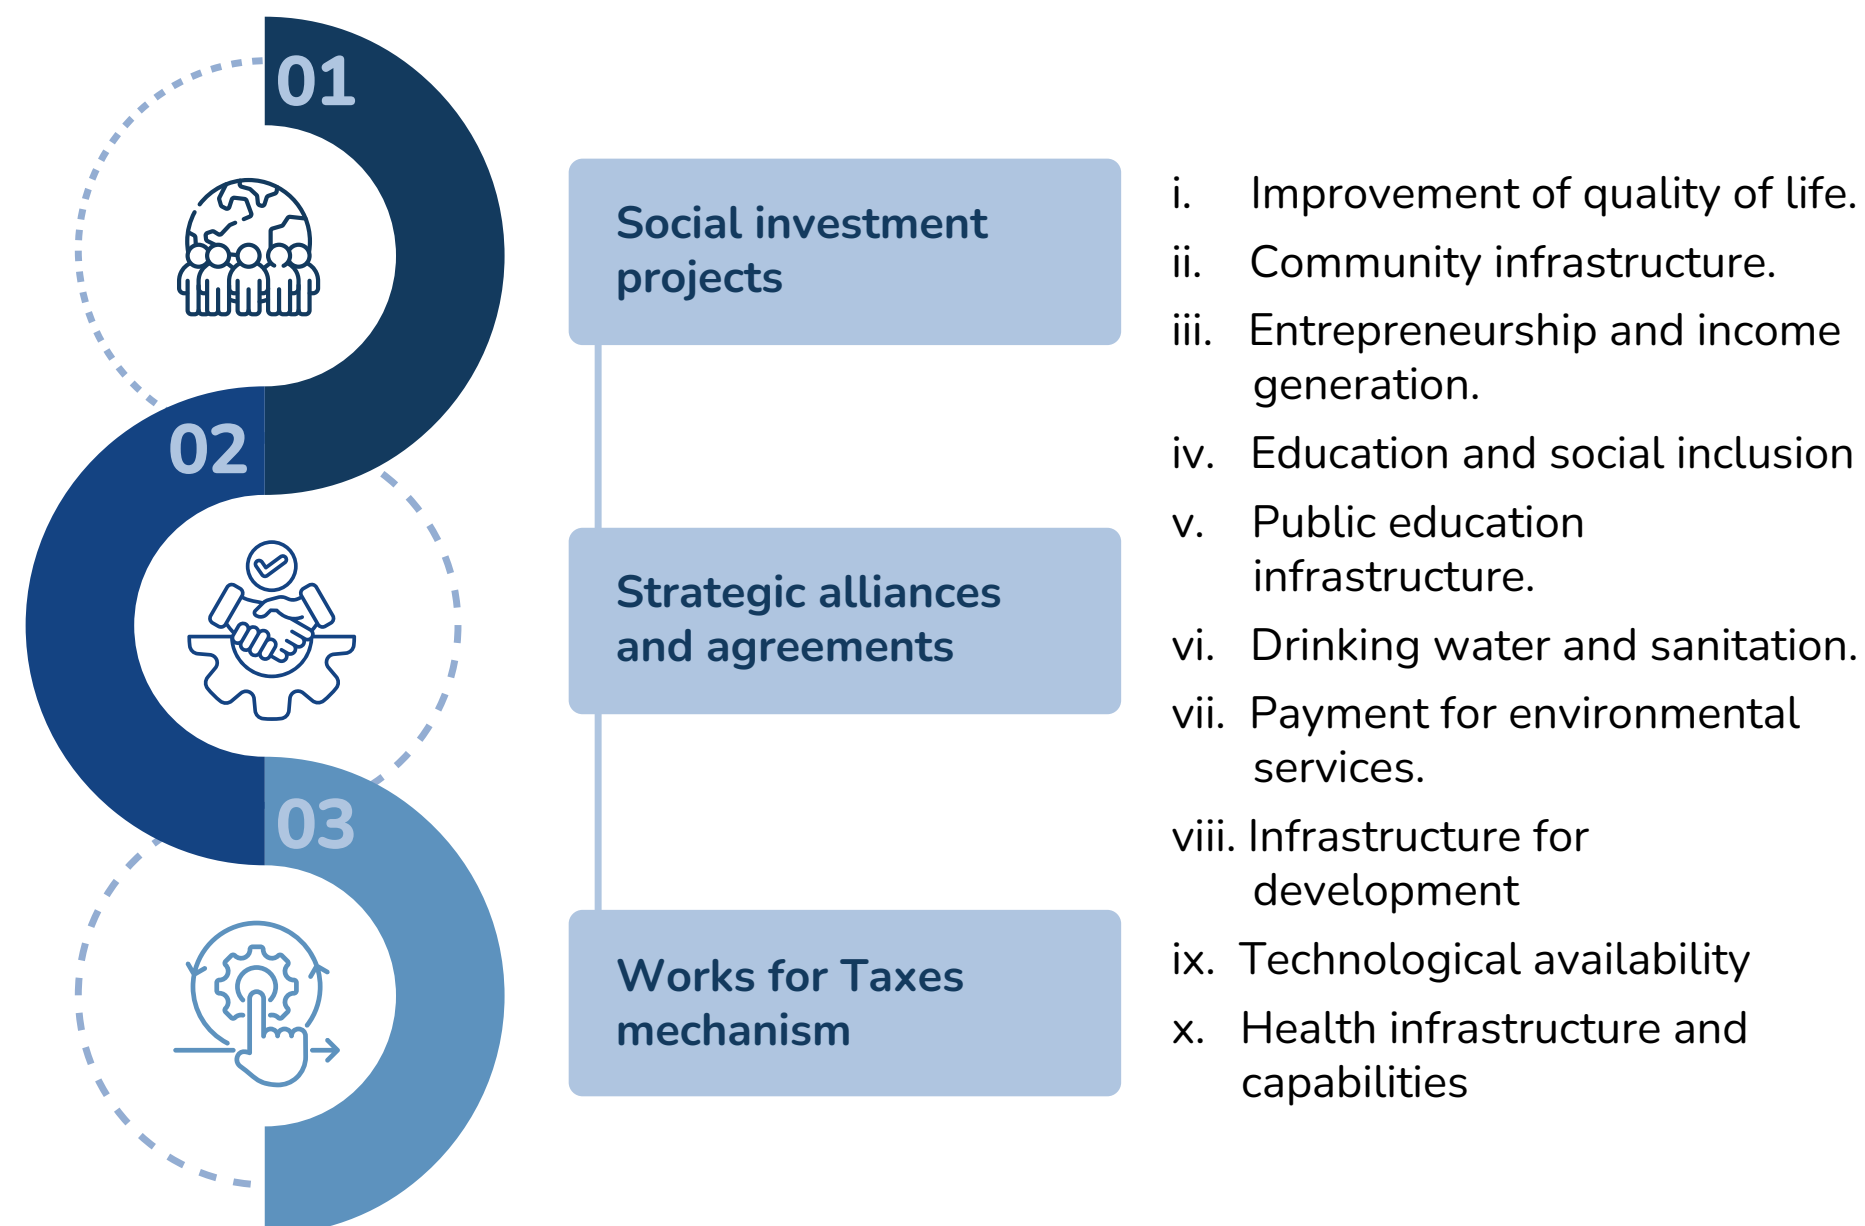 01
02
03
Social investment
projects
Strategic alliances
and agreements
Works for Taxes
mechanism
i. Improvement of quality of life.
ii. Community infrastructure.
iii. Entrepreneurship and income
generation.
iv. Education and social inclusion
v. Public education
infrastructure.
vi. Drinking water and sanitation.
vii. Payment for environmental
services.
viii. Infrastructure for
development
ix. Technological availability
x. Health infrastructure and
capabilities